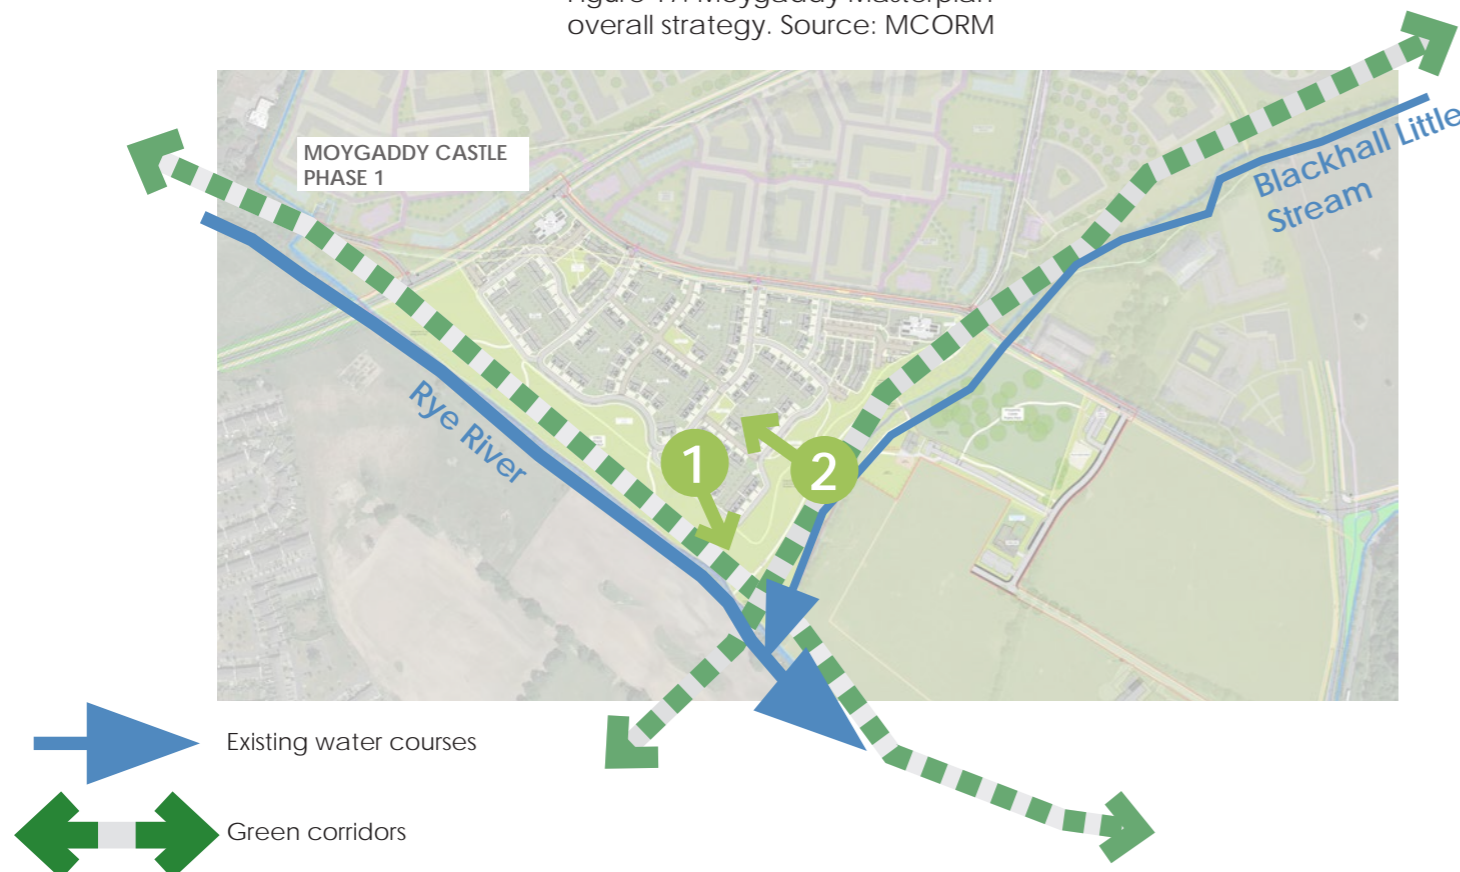 overall strategy. Source: MCORM
MOYGADDY CASTLE
PHASE 1
Blackhall Little
Stream
Rye River
1
2
Existing water courses
Green corridors